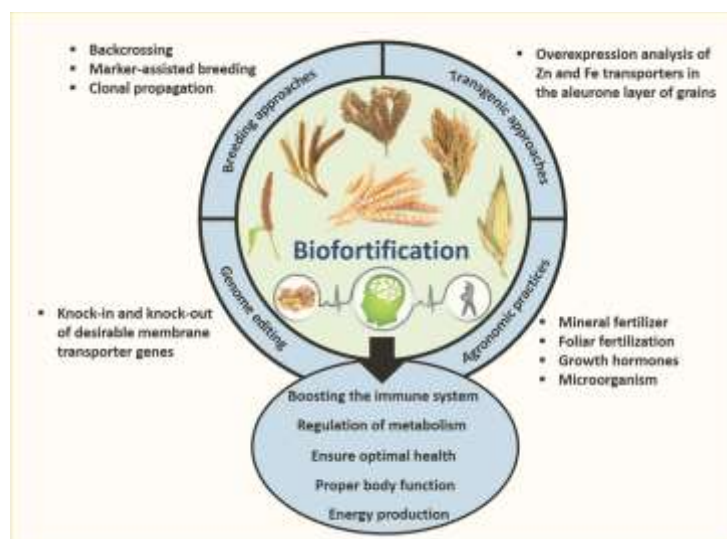 ▪ Backcrossing
▪ Marker-assisted breeding
▪ Clonal propagation
▪ Overexpression analysis of
Zn and Fe transporters in
the aleurone layer of grains
Breeding approaches
Transgenic approaches
Biofortification
Genome editing
Agronomic practices
▪ Knock-in and knock-out
of desirable membrane
transporter genes
▪ Mineral fertilizer
▪ Foliar fertilization
▪ Growth hormones
▪ Microorganism
Boosting the immune system
Regulation of metabolism
Ensure optimal health
Proper body function
Energy production